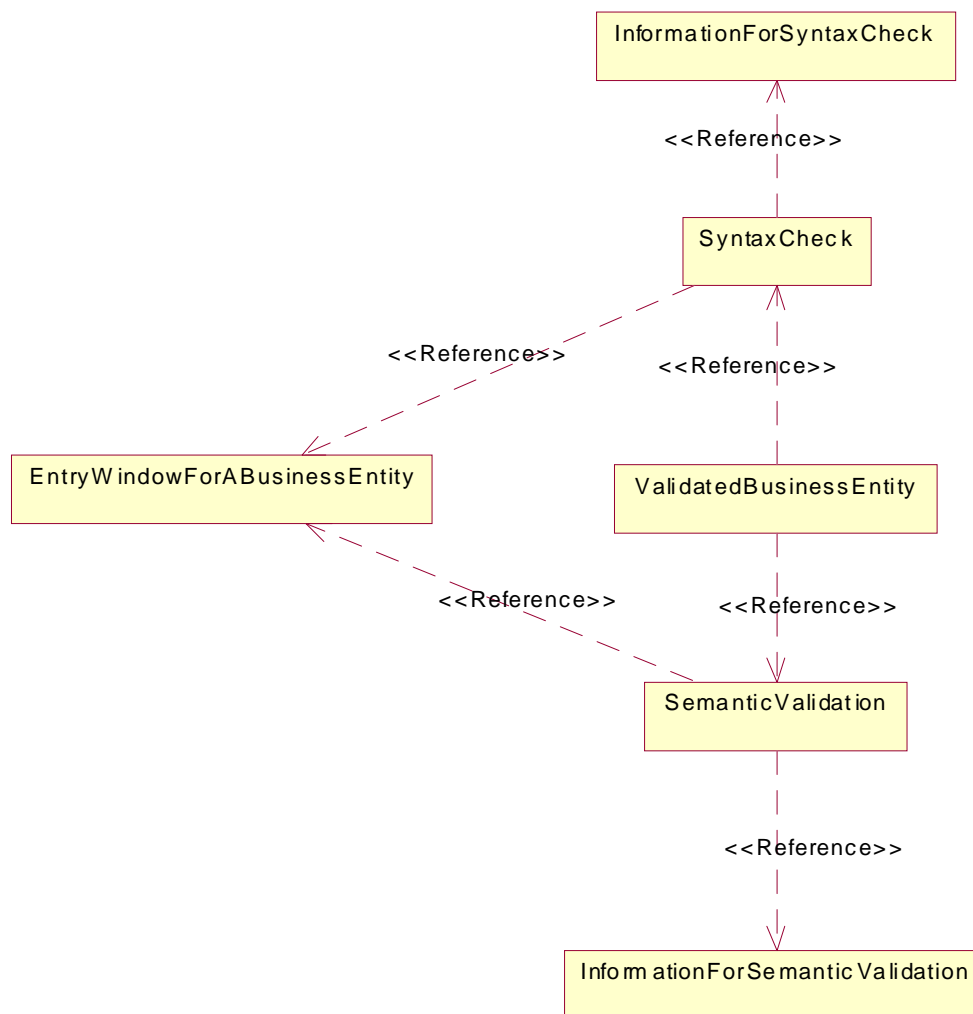 InformationForSyntaxCheck
<<Reference>>
SyntaxCheck
<<Reference>>
<<Reference>>
EntryWindowForABusinessEntity
ValidatedBusinessEntity
<<Reference>>
<<Reference>>
SemanticValidation
<<Reference>>
InformationForSemanticValidation